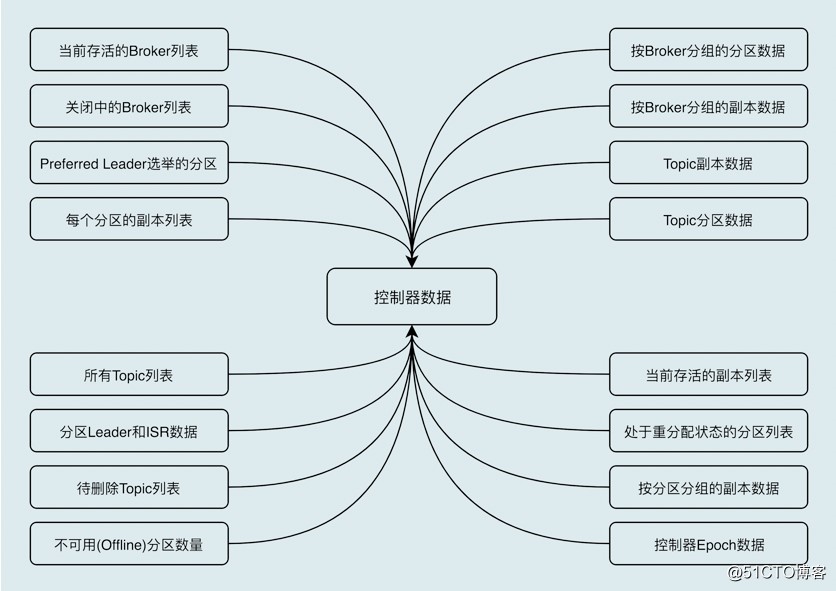 当前存活的Broker列表
关闭中的Broker列表
Preferred Leader选举的分区
每个分区的副本列表
按Broker分组的分区数据
按Broker分组的副本数据
Topic副本数据
Topic分区数据
控制器数据
所有Topic列表
分区Leader和ISR数据
待删除Topic列表
不可用(Offline)分区数量
当前存活的副本列表
处于重分配状态的分区列表
按分区分组的副本数据
控制器Epoch数据
@51CTO博客